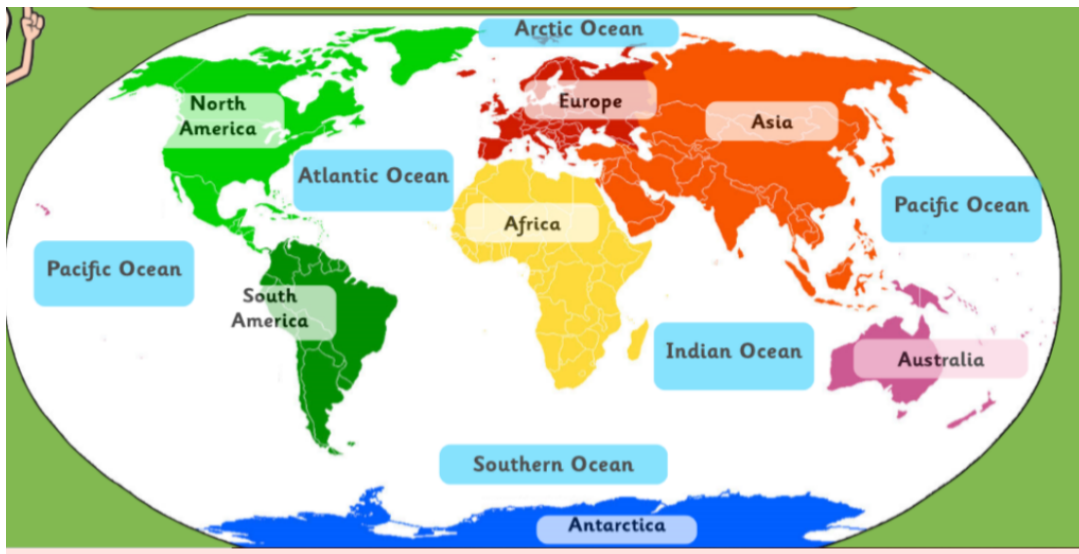 Arctic Ocean
North
America
Europe
Asia
Atlantic Ocean
Pacific Ocean
Africa
Pacific Ocean
South
America
Indian Ocean
Australia
Southern Ocean
Antarctica